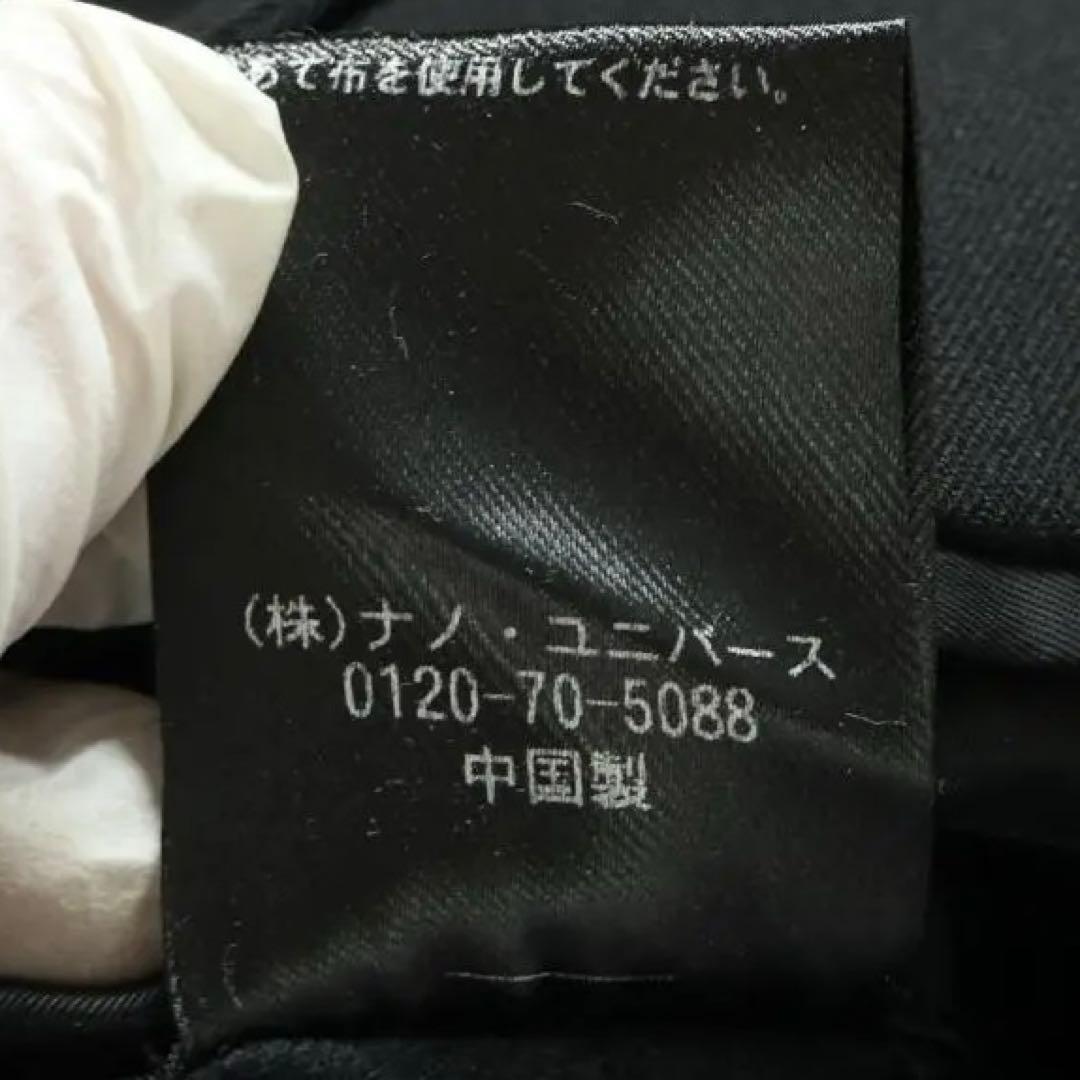 あて布を使用してください。
(株)ナノ・ユニバース
0120-70-5088
中国製